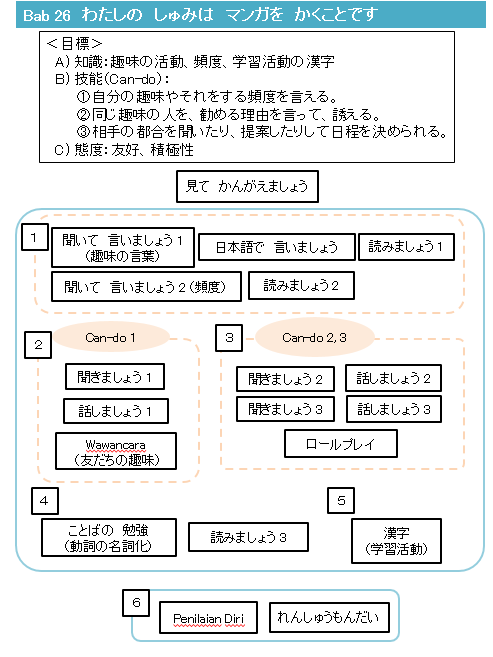 Bab 26 わたしの しゅみは マンガを かくことです
＜目標＞
A) 知識：趣味の活動、頻度、学習活動の漢字
B) 技能(Can-do)：
①自分の趣味やそれをする頻度を言える。
②同じ趣味の人を、勧める理由を言って、誘える。
③相手の都合を聞いたり、提案したりして日程を決められる。
C) 態度：友好、積極性
見て かんがえましょう
1
聞いて 言いましょう１
(趣味の言葉)
日本語で 言いましょう
読みましょう１
聞いて 言いましょう２(頻度)
読みましょう２
2
Can-do 1
聞きましょう１
話しましょう１
Wawancara
(友だちの趣味)
3
Can-do 2,3
聞きましょう２
話しましょう２
聞きましょう３
話しましょう３
ロールプレイ
4
ことばの 勉強
(動詞の名詞化)
読みましょう３
5
漢字
(学習活動)
6
Penilaian Diri
れんしゅうもんだい